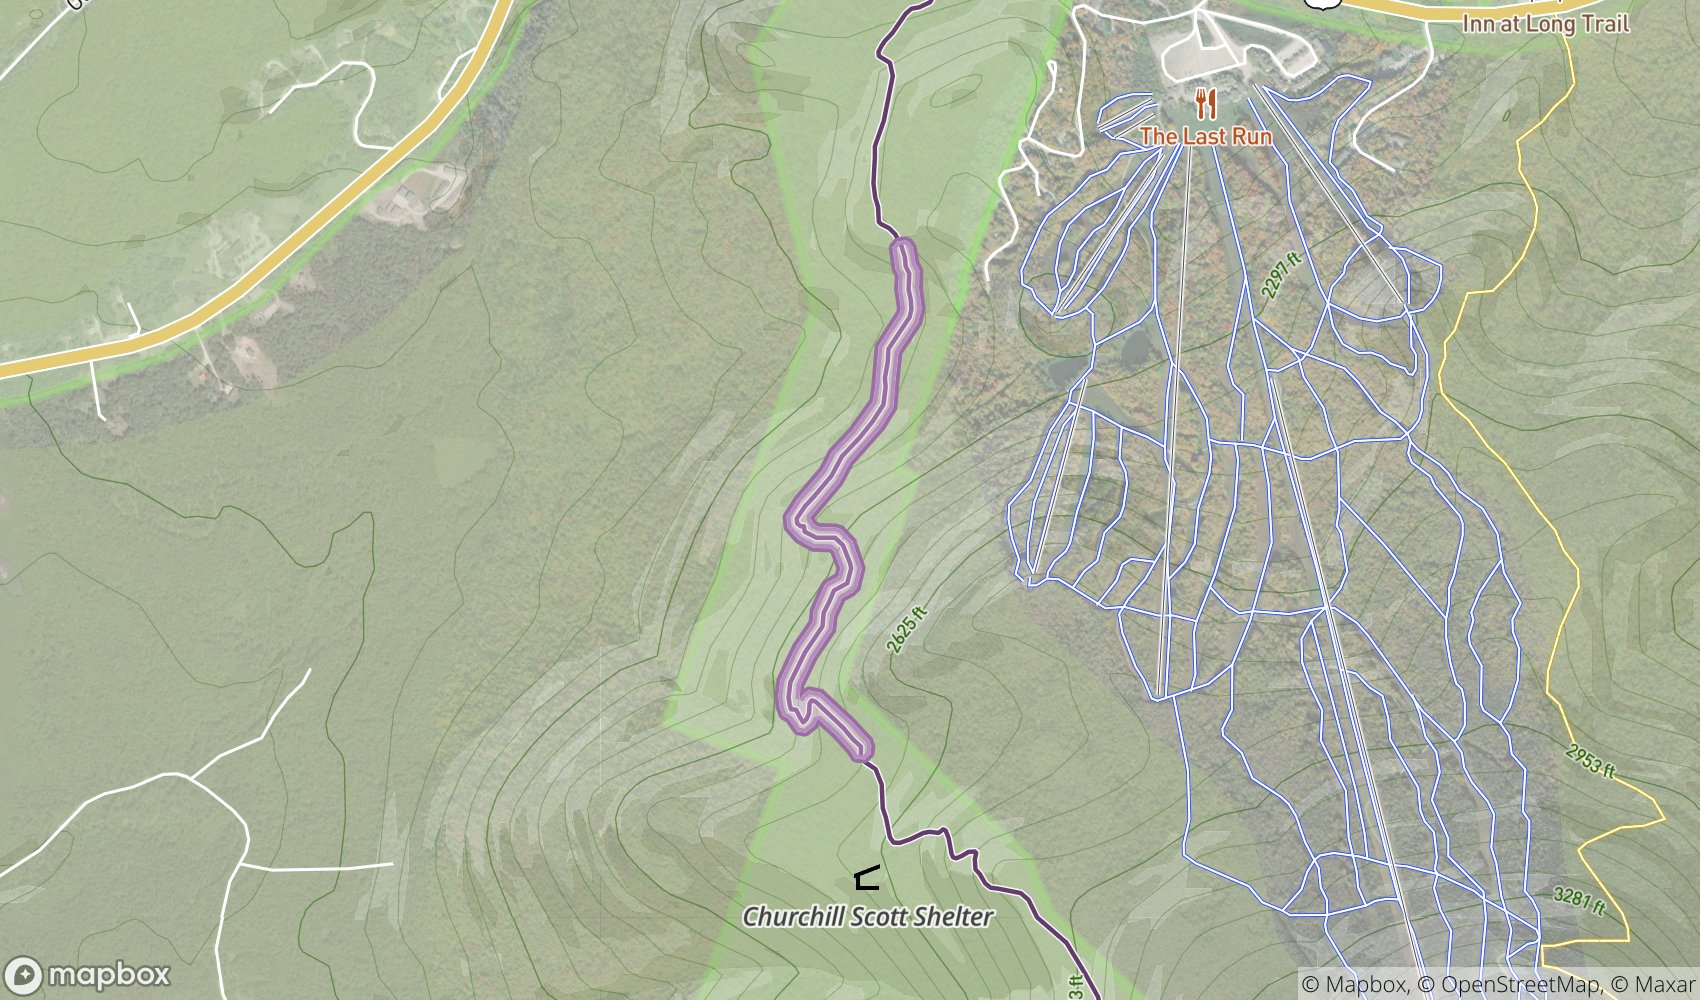 Inn at Long Trail
The Last Run
2297 ft
2625 ft
2953 ft
3281 ft
Churchill Scott Shelter
3 ft
mapbox
© Mapbox, © OpenStreetMap, © Maxar